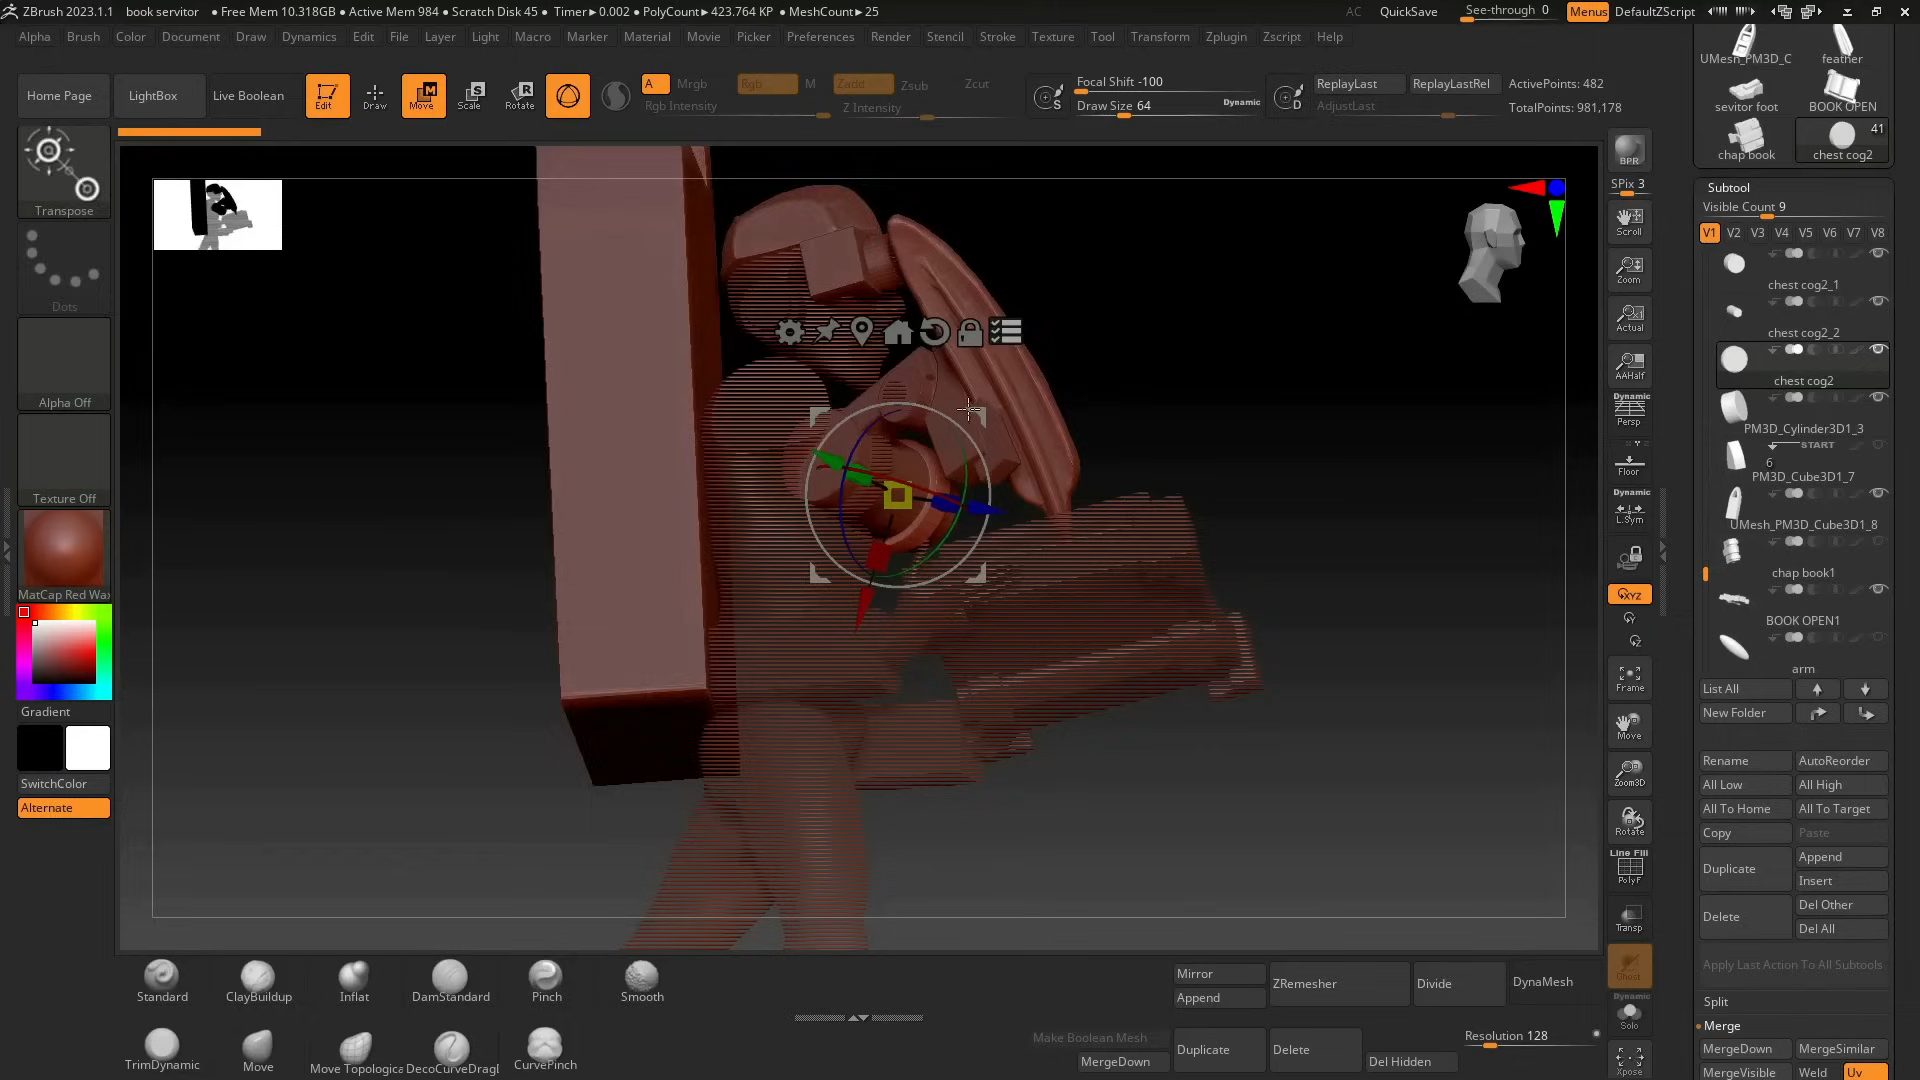 ZBrush 2023.1.1 book servitor ● Free Mem 10.318GB ● Active Mem 984 ● Scratch Disk 45 ● Timer►0.002 ● PolyCount►423.764 KP ● MeshCount►25 AC QuickSave See-through 0 Menus DefaultZScript
Alpha Brush Color Document Draw Dynamics Edit File Layer Light Macro Marker Material Movie Picker Preferences Render Stencil Stroke Texture Tool Transform Zplugin Zscript Help
Home Page LightBox Live Boolean
Edit Draw Move Scale Rotate
A Mrgb Rgb M Zadd Zsub Zcut
Rgb Intensity Z Intensity
Focal Shift -100
Draw Size 64 Dynamic
S D
ReplayLast ReplayLastRel ActivePoints: 482
AdjustLast TotalPoints: 981,178
Transpose
Dots
Alpha Off
Texture Off
MatCap Red Wax
Gradient
SwitchColor
Alternate
BPR
SPix 3
Scroll
Zoom
Actual
AAHalf
Dynamic
Persp
Floor
Dynamic
L.Sym
XYZ
Frame
Move
Zoom3D
Rotate
Line Fill
PolyF
Transp
Ghost
Dynamic
Solo
Xpose
UMesh_PM3D_C feather
sevitor foot BOOK OPEN
41
chap book chest cog2
Subtool
Visible Count 9
V1 V2 V3 V4 V5 V6 V7 V8
chest cog2_1
chest cog2_2
chest cog2
PM3D_Cylinder3D1_3
START
6
PM3D_Cube3D1_7
UMesh_PM3D_Cube3D1_8
chap book1
BOOK OPEN1
arm
List All
New Folder
Rename AutoReorder
All Low All High
All To Home All To Target
Copy Paste
Duplicate Append
Insert
Delete Del Other
Del All
Apply Last Action To All Subtools
Split
Merge
MergeDown MergeSimilar
MergeVisible Weld Uv
Standard ClayBuildup Inflat DamStandard Pinch Smooth
TrimDynamic Move Move Topologica DecoCurveDragD CurvePinch
Mirror
Append
ZRemesher Divide DynaMesh
Make Boolean Mesh
MergeDown
Duplicate Delete Del Hidden
Resolution 128